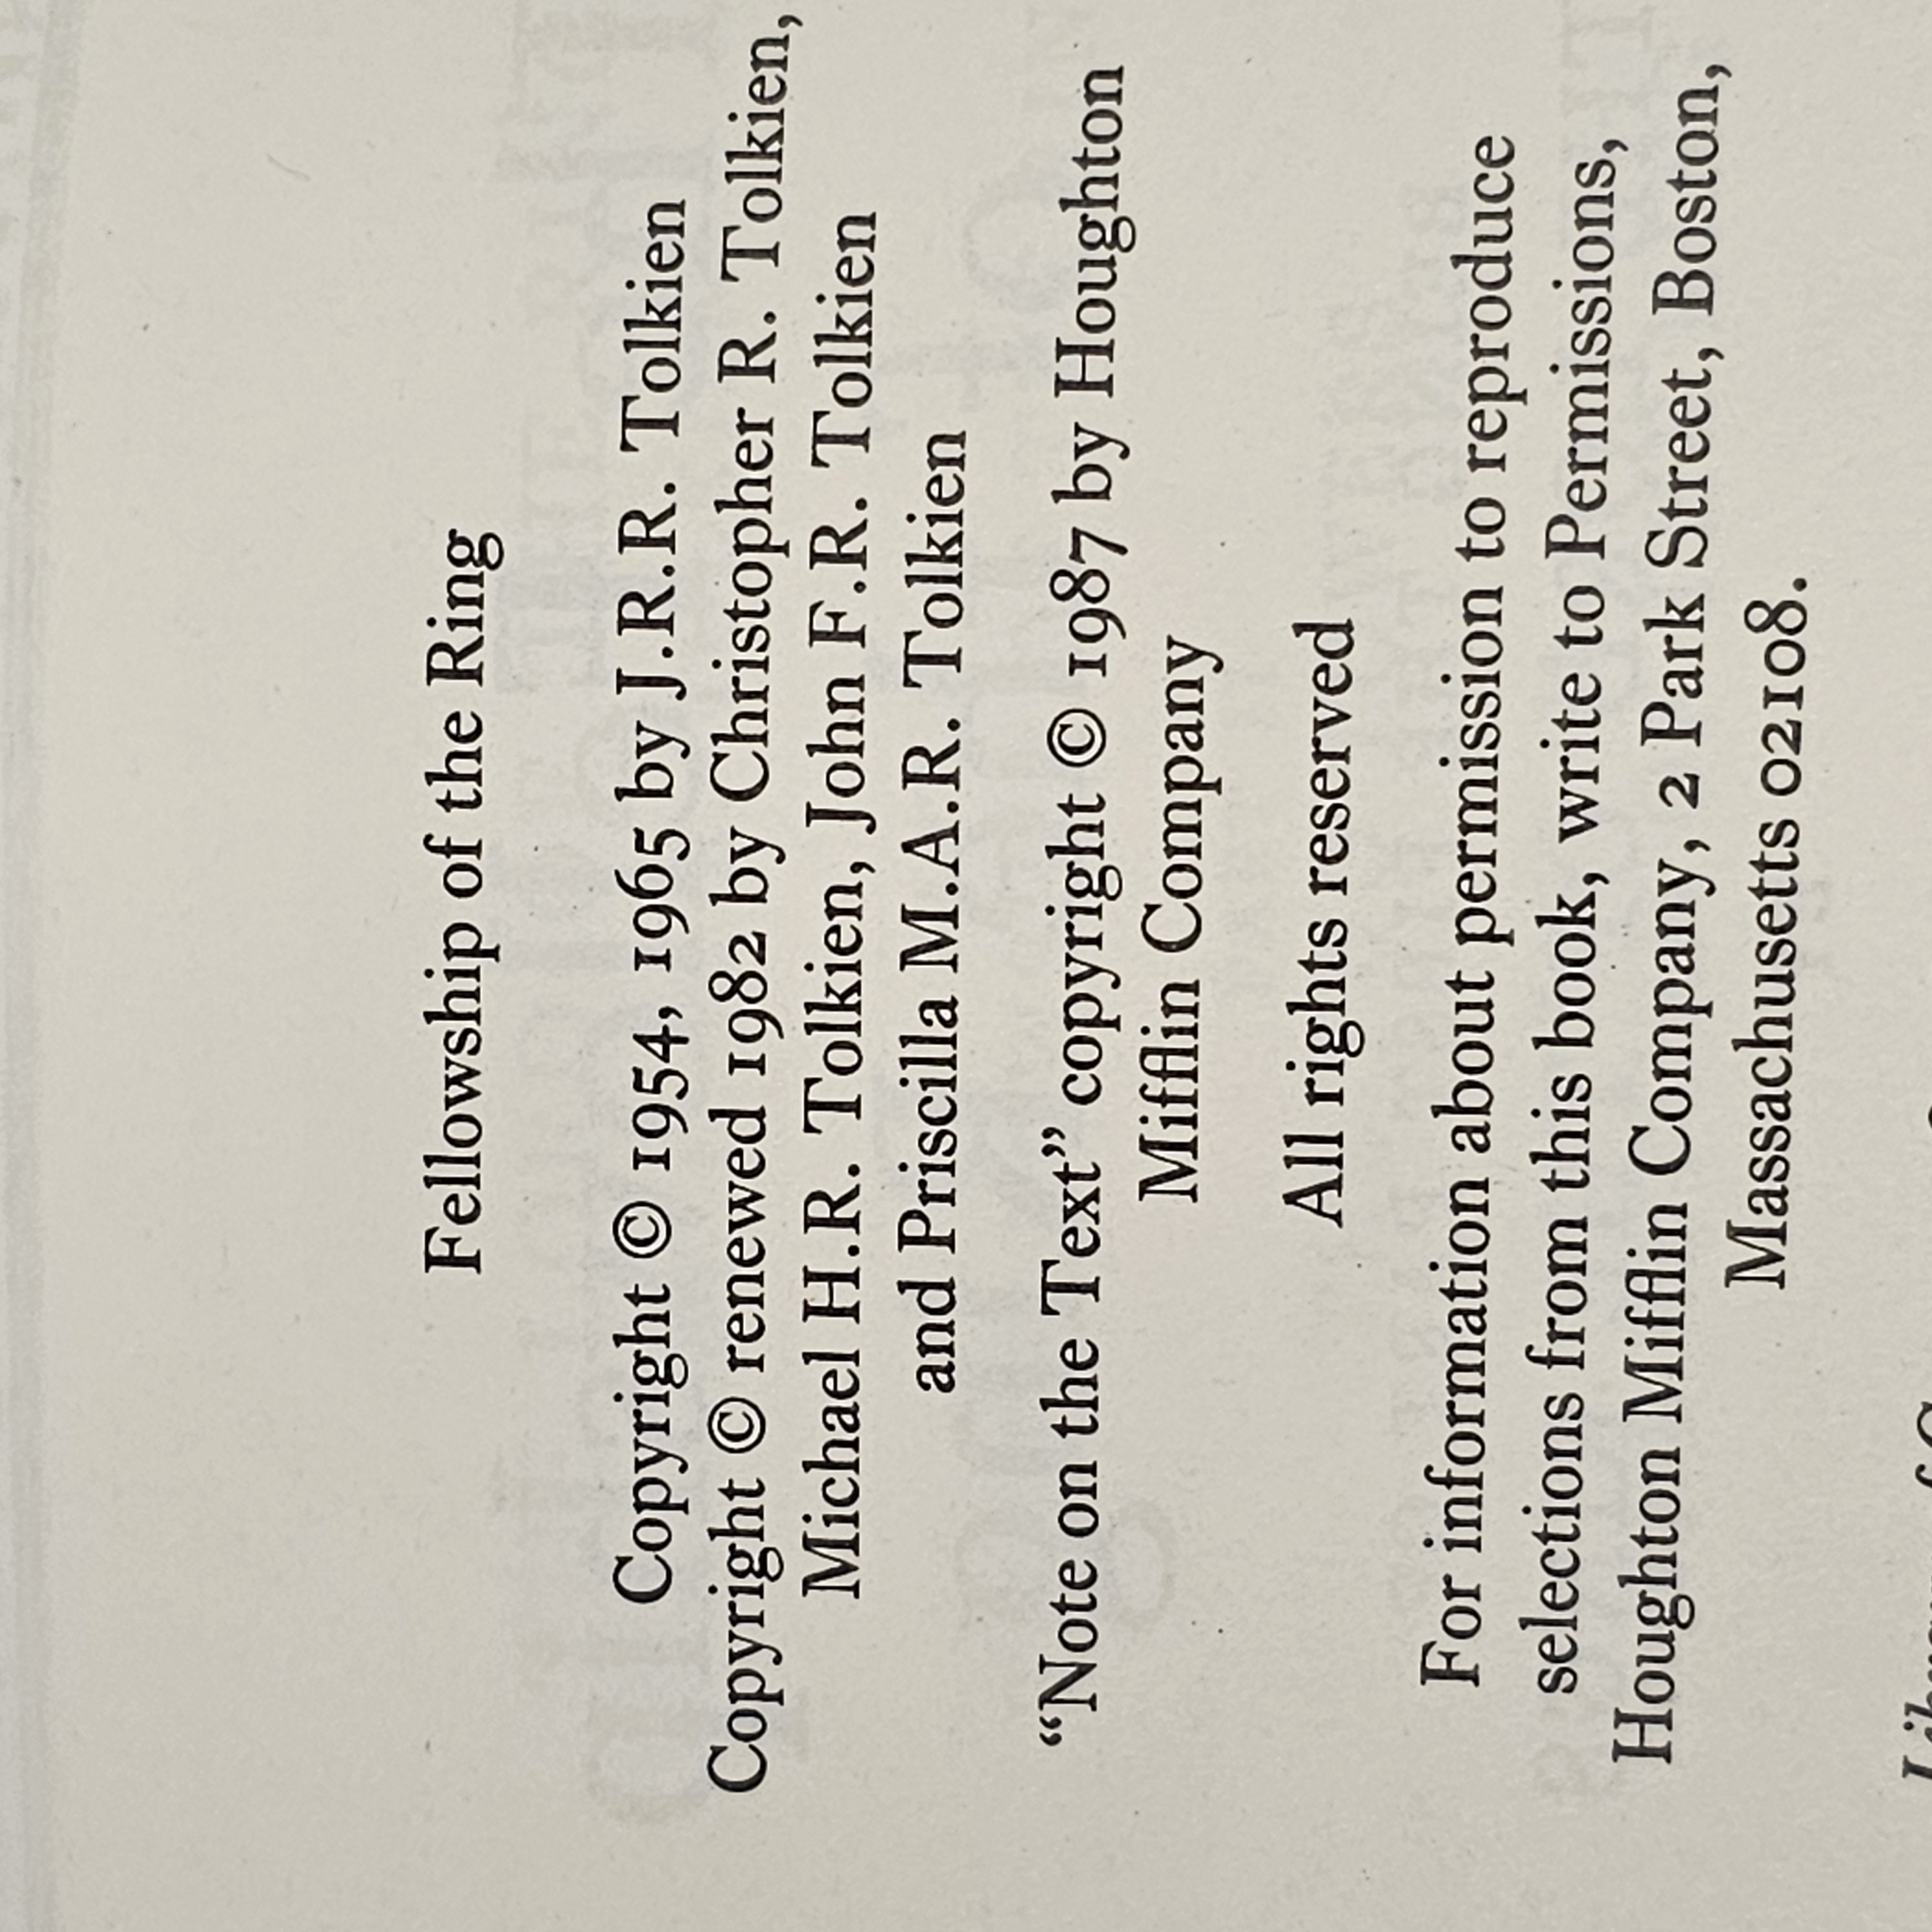 Fellowship of the Ring
Copyright © 1954, 1965 by J.R.R. Tolkien
Copyright © renewed 1982 by Christopher R. Tolkien,
Michael H.R. Tolkien, John F.R. Tolkien
and Priscilla M.A.R. Tolkien
“Note on the Text” copyright © 1987 by Houghton
Mifflin Company
All rights reserved
For information about permission to reproduce
selections from this book, write to Permissions,
Houghton Mifflin Company, 2 Park Street, Boston,
Massachusetts 02108.
Library of